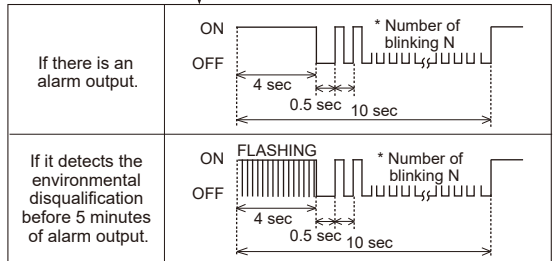 If there is an
alarm output.
ON
OFF
* Number of
blinking N
4 sec
0.5 sec
10 sec
If it detects the
environmental
disqualification
before 5 minutes
of alarm output.
ON
OFF
FLASHING
* Number of
blinking N
4 sec
0.5 sec
10 sec